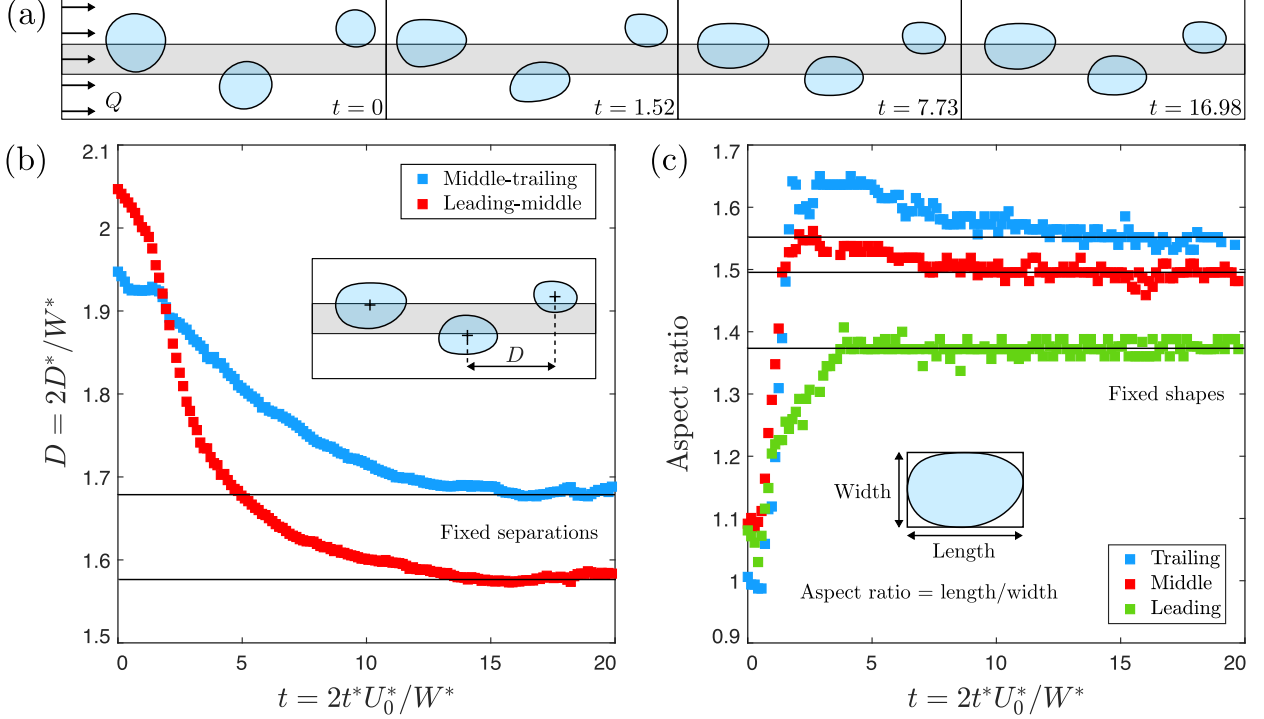 (a)
Q
t = 0
t = 1.52
t = 7.73
t = 16.98
(b)
2.1
2
1.9
1.8
1.7
1.6
1.5
D = 2D*/W*
Middle-trailing
Leading-middle
D
Fixed separations
0
5
10
15
20
t = 2t*U₀*/W*
(c)
1.7
1.6
1.5
1.4
1.3
1.2
1.1
1
0.9
Aspect ratio
Fixed shapes
Width
Length
Aspect ratio = length/width
Trailing
Middle
Leading
0
5
10
15
20
t = 2t*U₀*/W*